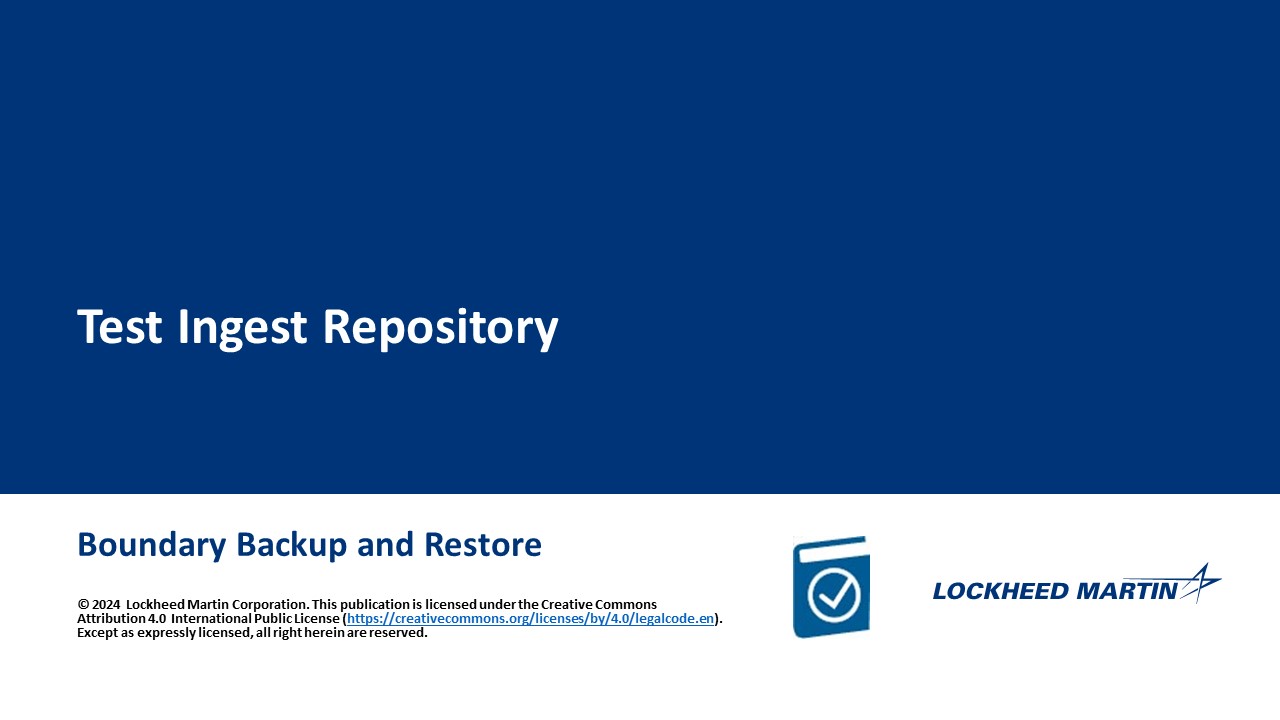 Test Ingest Repository
Boundary Backup and Restore
© 2024 Lockheed Martin Corporation. This publication is licensed under the Creative Commons
Attribution 4.0 International Public License (https://creativecommons.org/licenses/by/4.0/legalcode.en).
Except as expressly licensed, all right herein are reserved.
LOCKHEED MARTIN